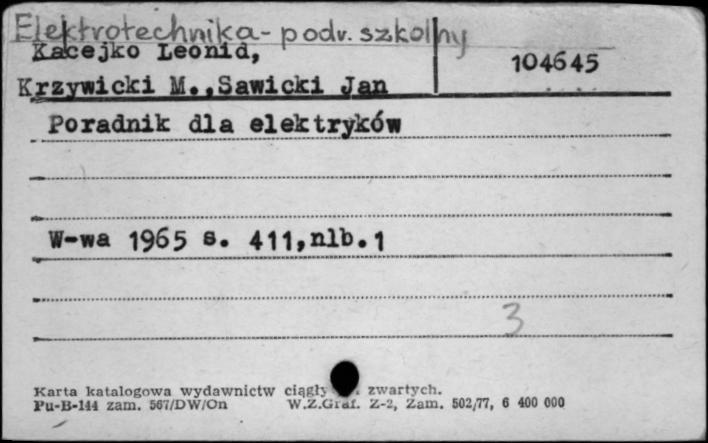 Elektrotechnika - podr. szkolny
Kacejko Leonid,
104645
Krzywicki M.,Sawicki Jan
Poradnik dla elektryków
W-wa 1965 s. 411,nlb.1
3
Karta katalogowa wydawnictw zwartych.
Pu-B-144 zam. 567/DW/On W.Z.Graf. Z-2, Zam. 502/77, 6 400 000